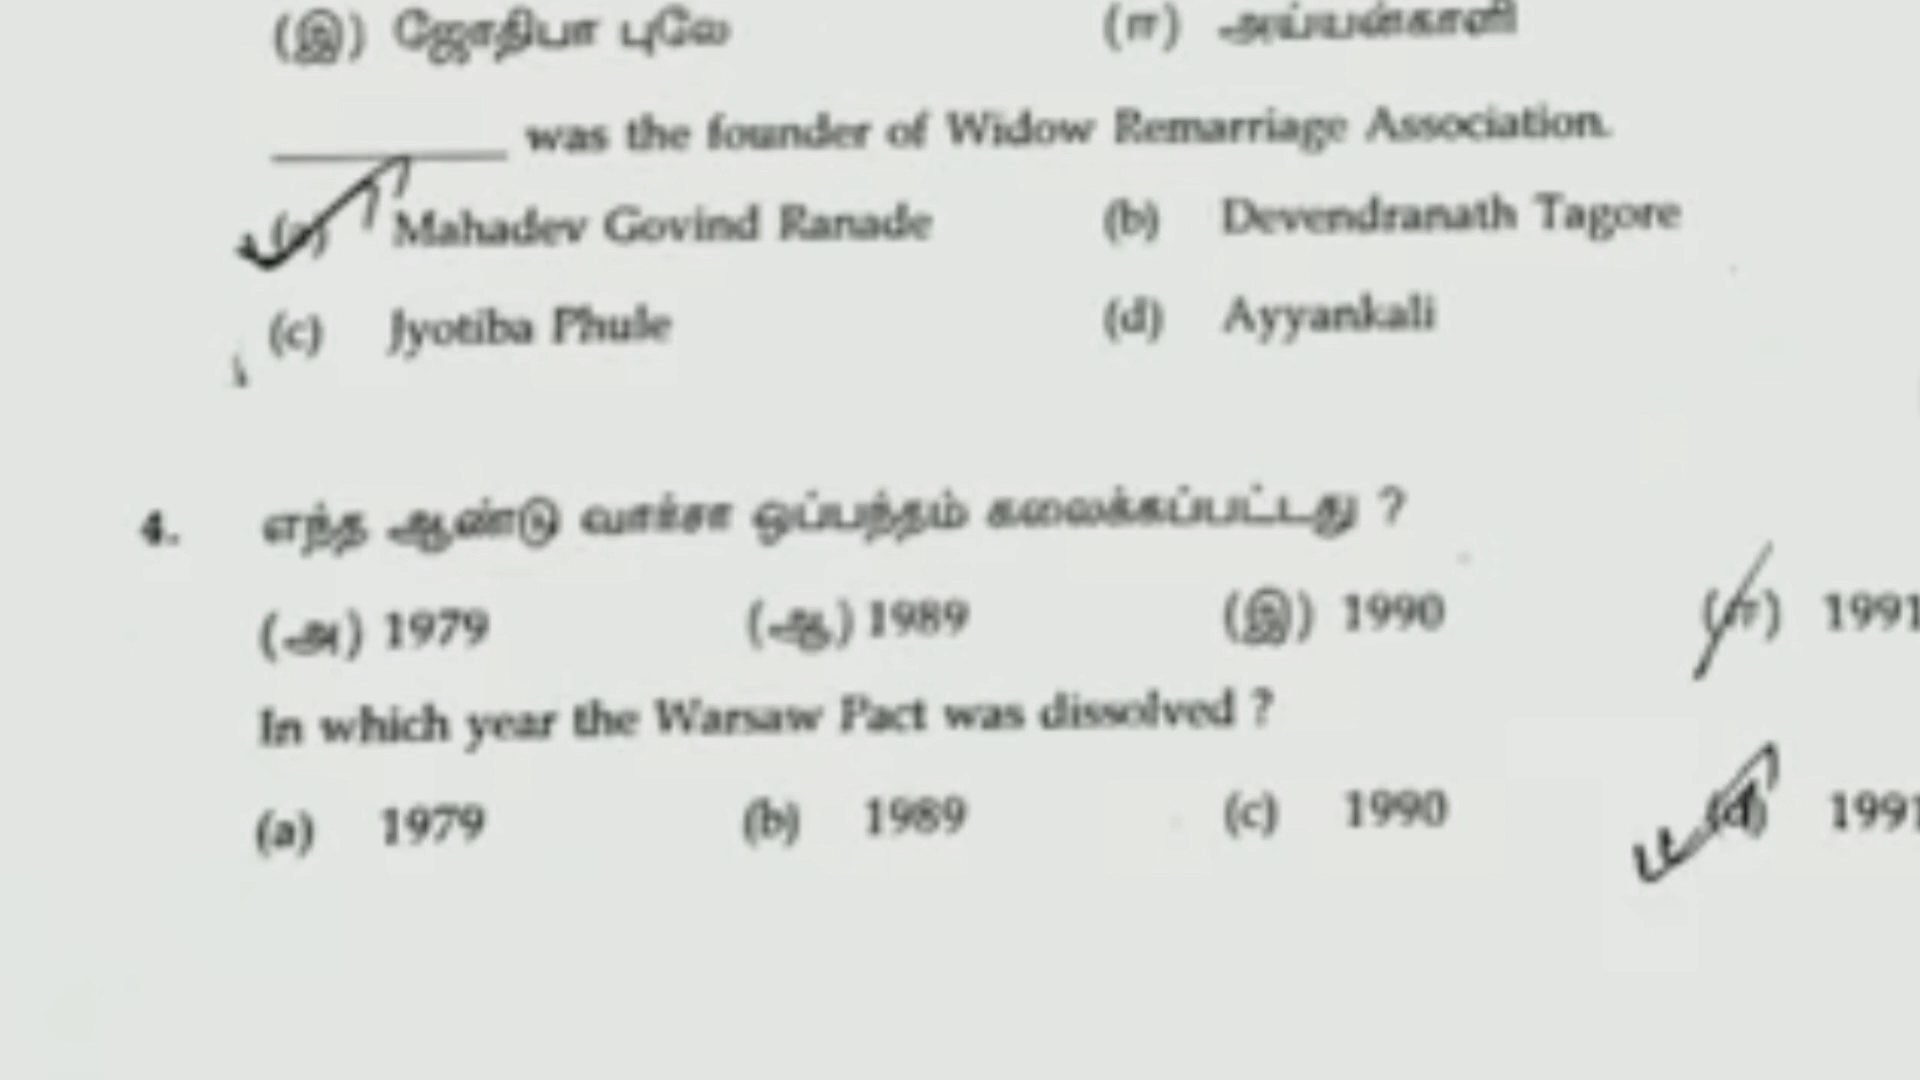 (இ) ஜோதிபா புலே (ஈ) அய்யன்காளி
________ was the founder of Widow Remarriage Association.
(a) Mahadev Govind Ranade (b) Devendranath Tagore
(c) Jyotiba Phule (d) Ayyankali
4. எந்த ஆண்டு வார்சா ஒப்பந்தம் கலைக்கப்பட்டது ?
(அ) 1979 (ஆ) 1989 (இ) 1990 (ஈ) 1991
In which year the Warsaw Pact was dissolved ?
(a) 1979 (b) 1989 (c) 1990 (d) 1991